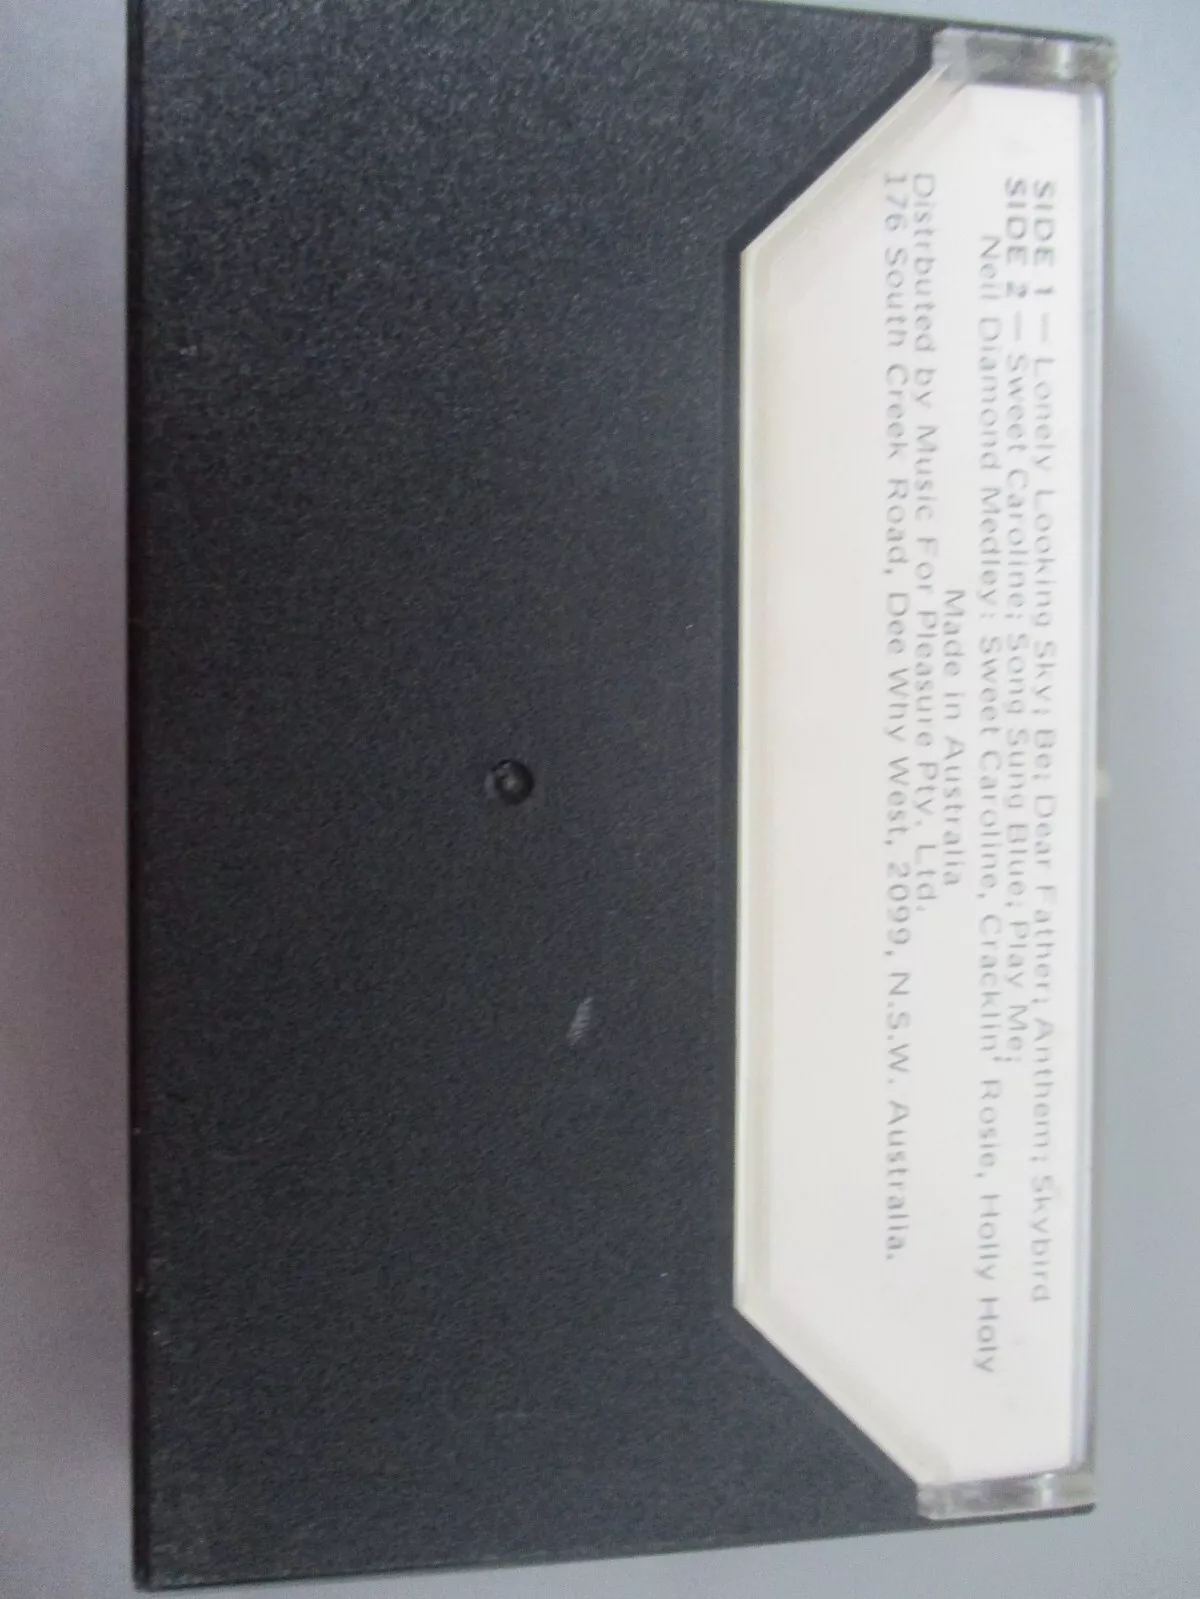 SIDE 1 — Lonely Looking Sky; Be; Dear Father; Anthem; Skybird
SIDE 2 — Sweet Caroline; Song Sung Blue; Play Me;
Neil Diamond Medley: Sweet Caroline, Cracklin' Rosie, Holly Holy
Made in Australia
Distrbuted by Music For Pleasure Pty. Ltd.
176 South Creek Road, Dee Why West, 2099, N.S.W. Australia.